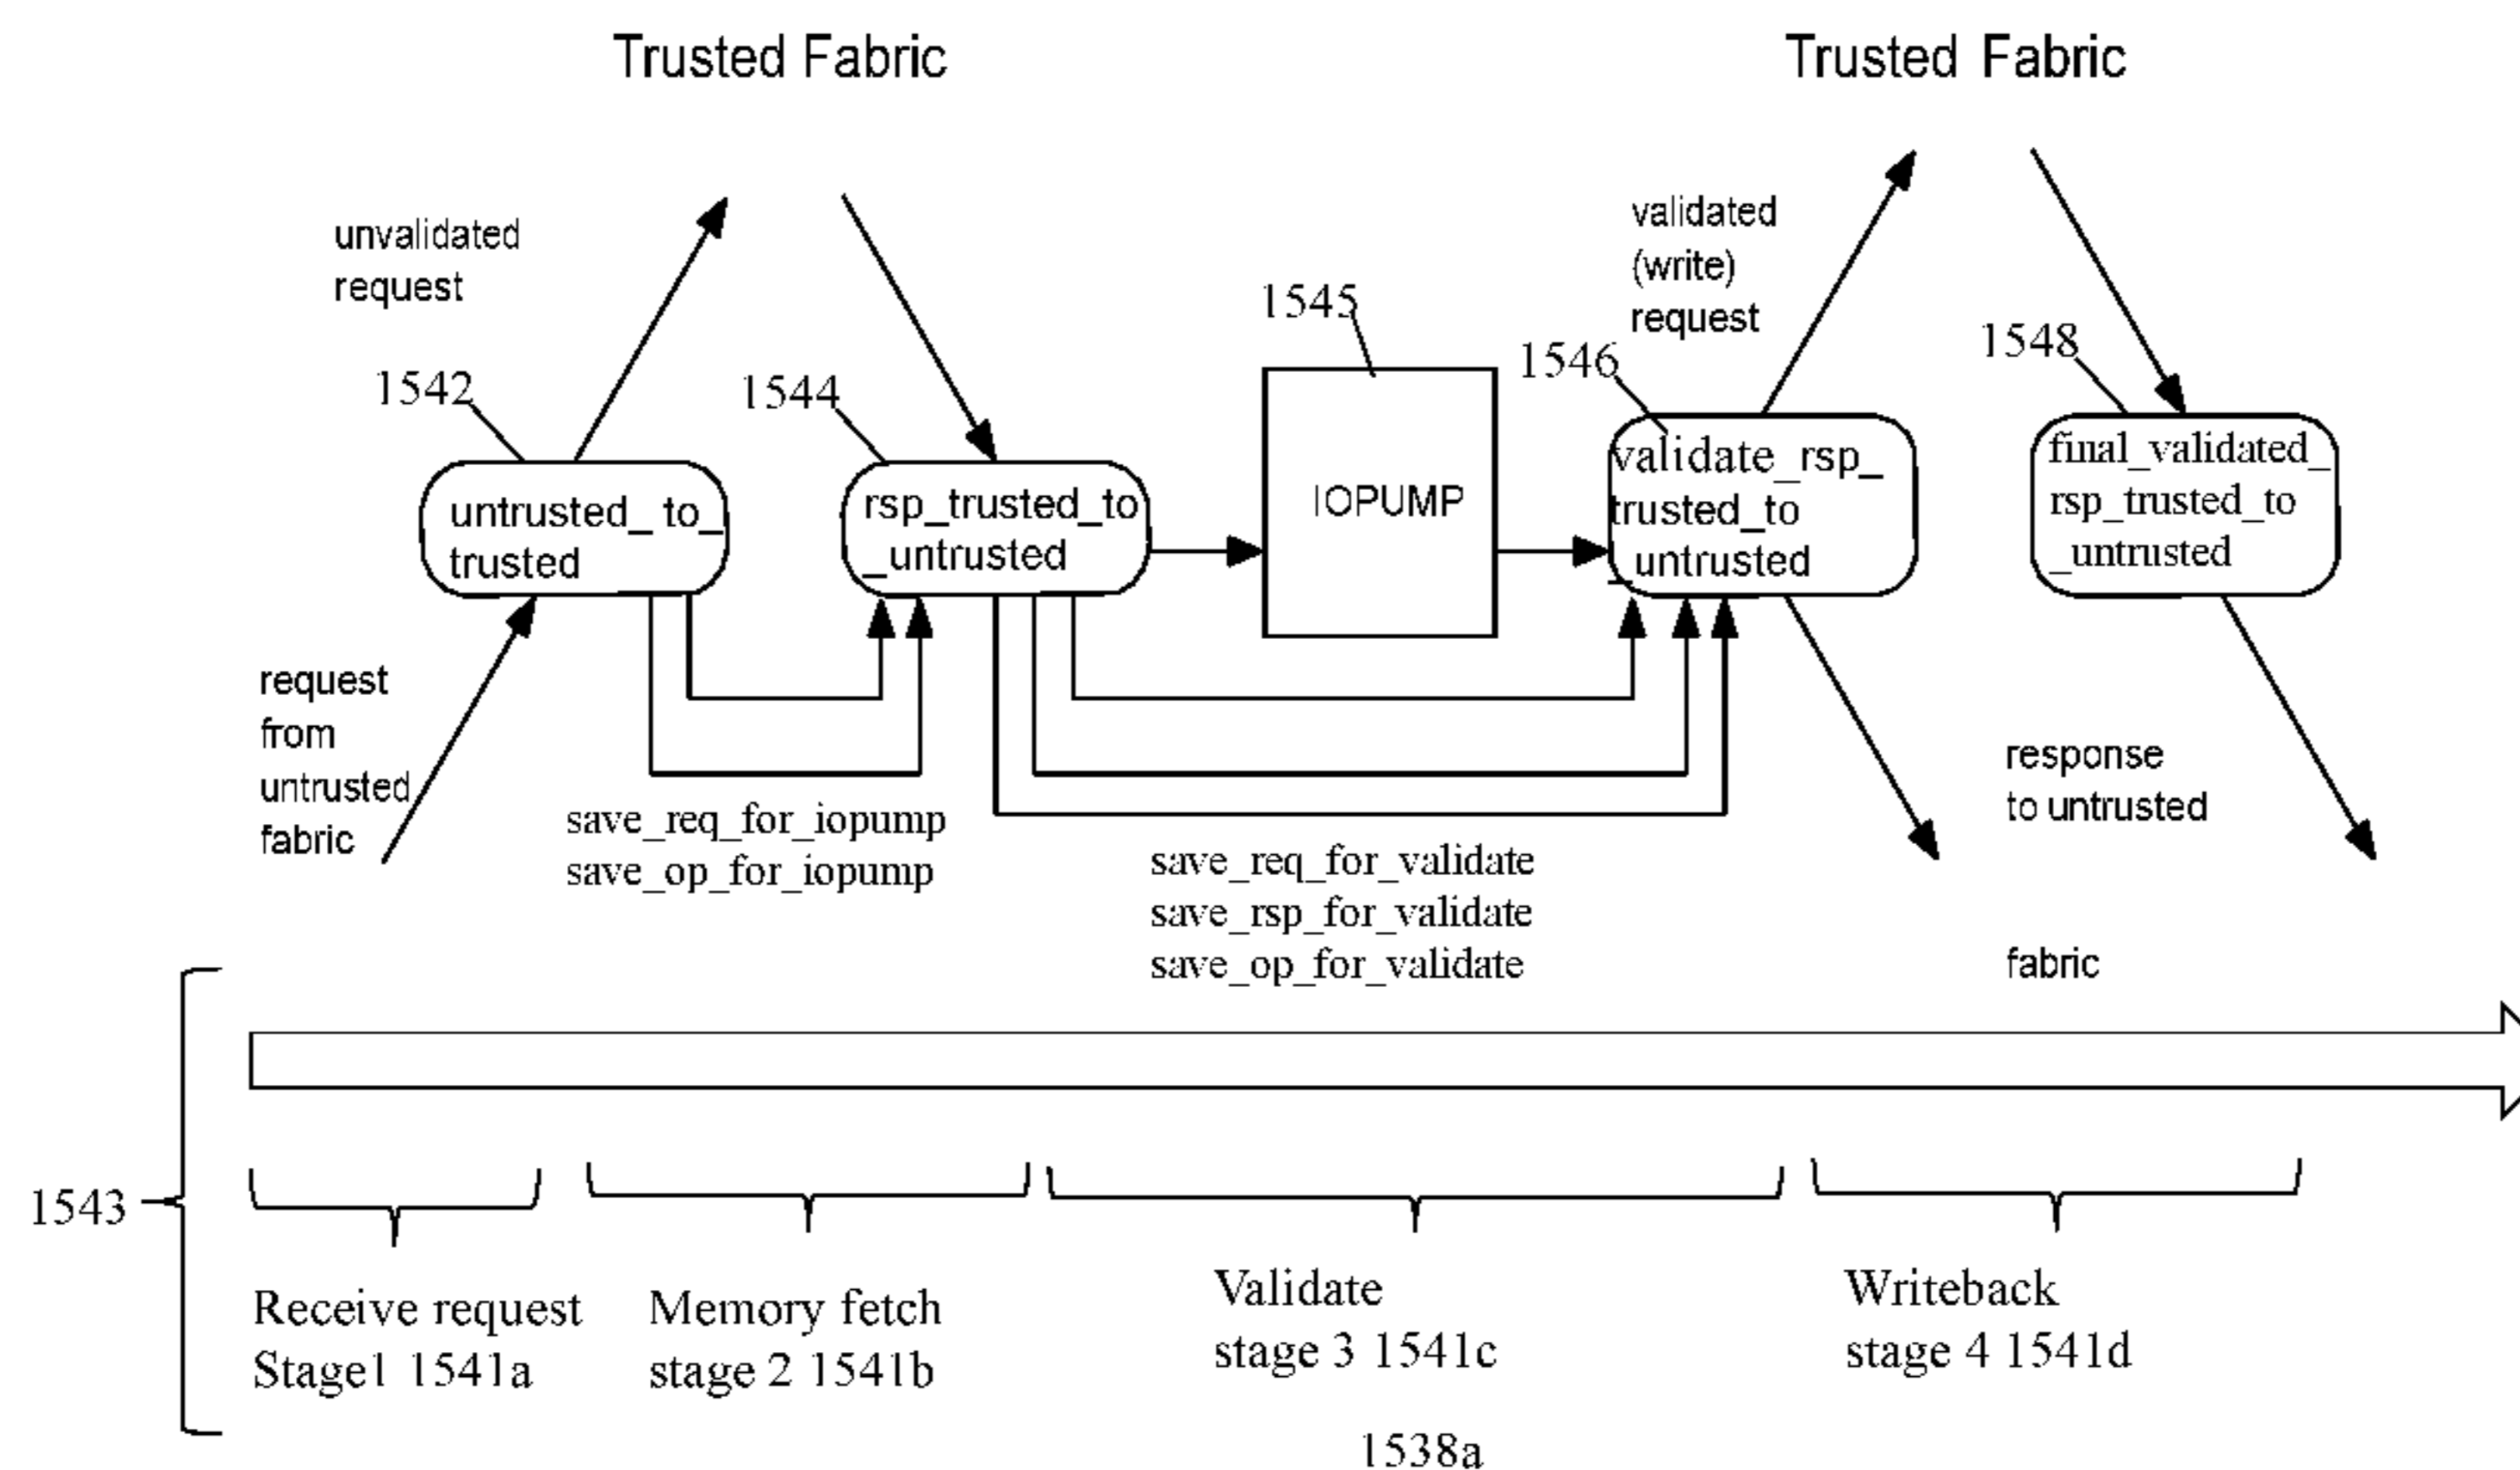 Trusted Fabric
Trusted Fabric
unvalidated
request
validated
(write)
request
1542
1544
1545
1546
1548
untrusted_ to_
trusted
rsp_trusted_to
_untrusted
IOPUMP
validate_rsp_
trusted_to
_untrusted
final_validated_
rsp_trusted_to
_untrusted
request
from
untrusted
fabric
save_req_for_iopump
save_op_for_iopump
save_req_for_validate
save_rsp_for_validate
save_op_for_validate
response
to untrusted
fabric
1543
Receive request
Stage1 1541a
Memory fetch
stage 2 1541b
Validate
stage 3 1541c
Writeback
stage 4 1541d
1538a